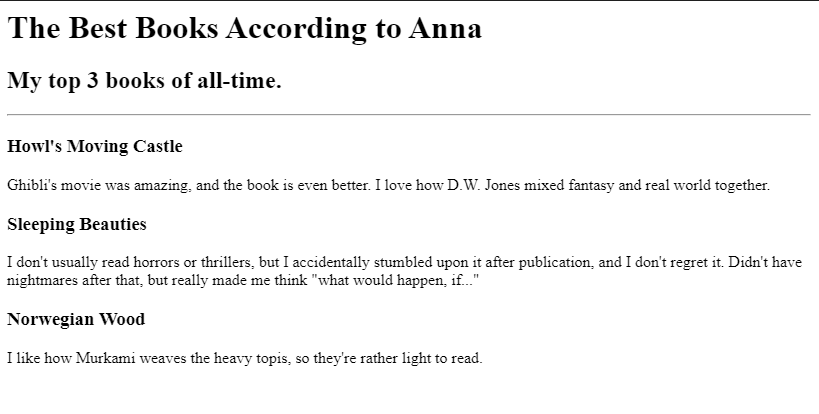 The Best Books According to Anna
My top 3 books of all-time.
Howl's Moving Castle
Ghibli's movie was amazing, and the book is even better. I love how D.W. Jones mixed fantasy and real world together.
Sleeping Beauties
I don't usually read horrors or thrillers, but I accidentally stumbled upon it after publication, and I don't regret it. Didn't have
nightmares after that, but really made me think "what would happen, if..."
Norwegian Wood
I like how Murkami weaves the heavy topis, so they're rather light to read.